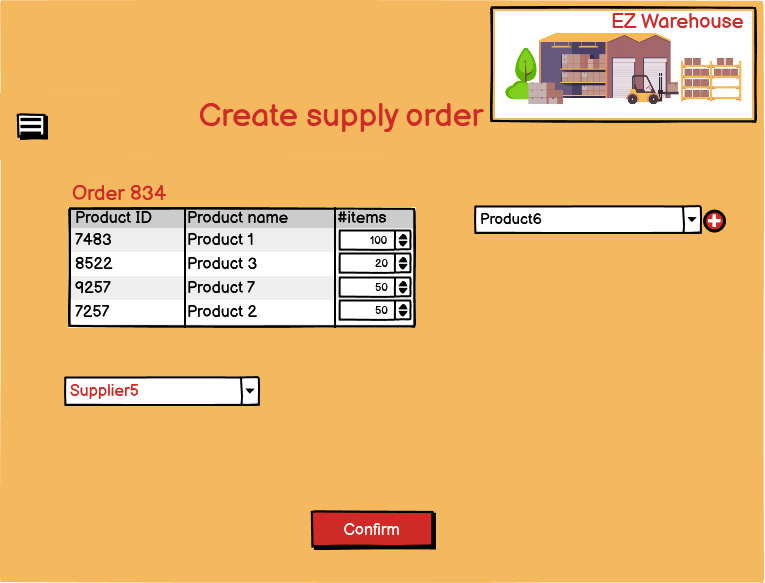 EZ Warehouse
Create supply order
Order 834
Product ID Product name #items
7483 Product 1 100
8522 Product 3 20
9257 Product 7 50
7257 Product 2 50
Product6
Supplier5
Confirm